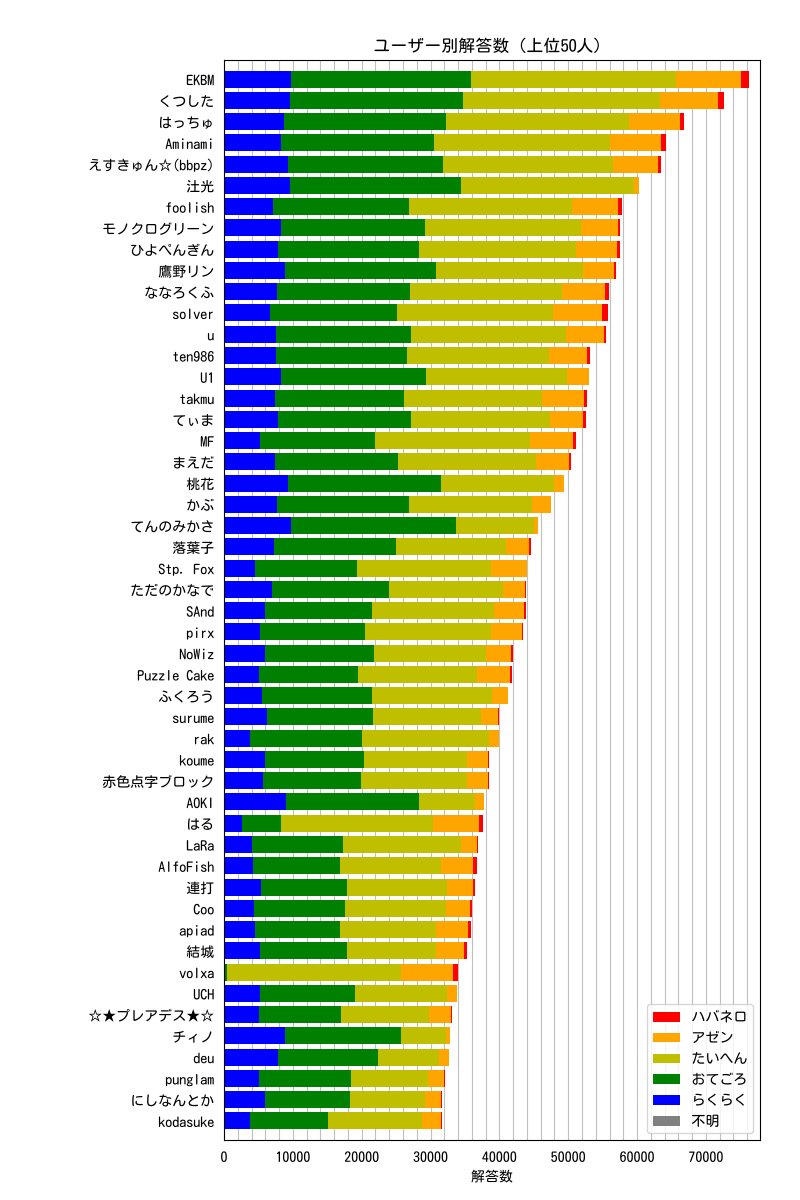 ユーザー別解答数 (上位50人)
EKBM
くつした
はっちゅ
Aminami
えすきゅん☆(bbpz)
辻光
foolish
モノクログリーン
ひよぺんぎん
鷹野リン
ななろくふ
solver
u
ten986
U1
takmu
てぃま
MF
まえだ
桃花
かぶ
てんのみかさ
落葉子
Stp. Fox
ただのかなで
SAnd
pirx
NoWiz
Puzzle Cake
ふくろう
surume
rak
koume
赤色点字ブロック
AOKI
はる
LaRa
AlfoFish
連打
Coo
apiad
結城
volxa
UCH
☆★プレアデス★☆
チィノ
deu
punglam
にしなんとか
kodasuke
ハバネロ
アゼン
たいへん
おてごろ
らくらく
不明
0 10000 20000 30000 40000 50000 60000 70000
解答数